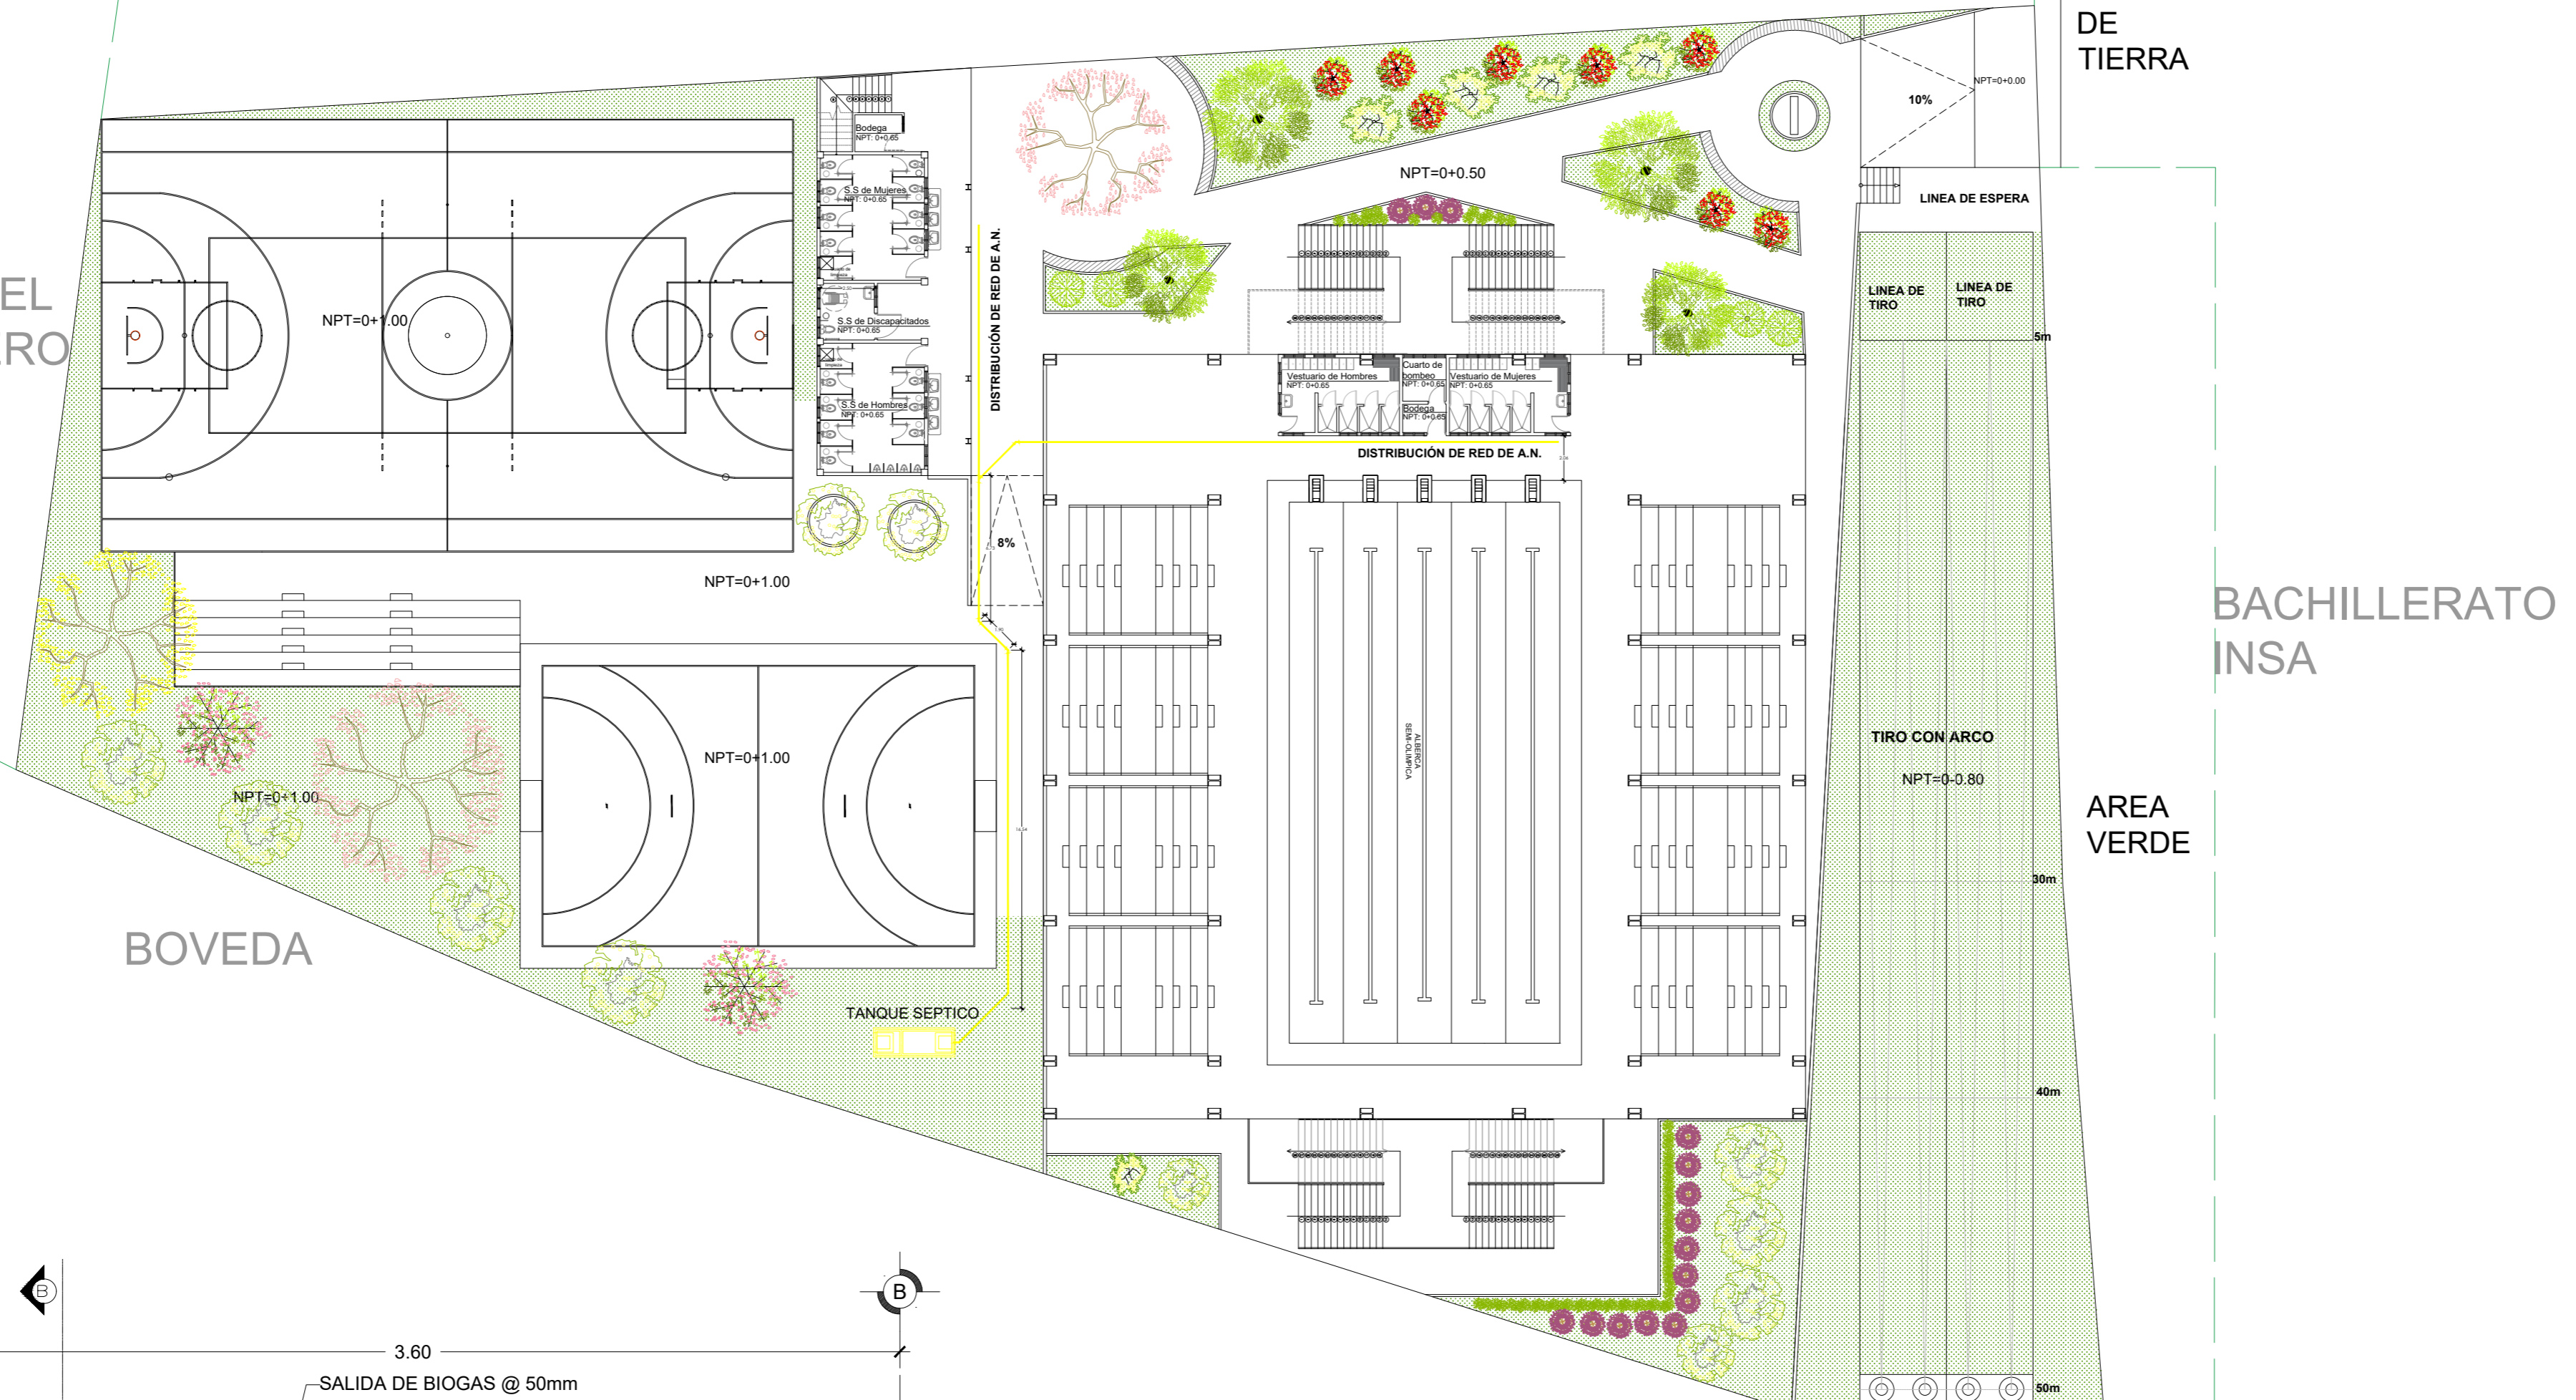 DE
TIERRA
NPT=0+0.00
10%
Bodega
NPT: 0+0.65
S.S de Mujeres
NPT: 0+0.65
NPT=0+0.50
LINEA DE ESPERA
DISTRIBUCIÓN DE RED DE A.N.
EL
ERO
NPT=0+1.00
LINEA DE
TIRO
LINEA DE
TIRO
S.S de Discapacitados
NPT: 0+0.65
5m
limpieza
limpieza
Vestuario de Hombres
NPT: 0+0.65
Cuarto de
bombeo
NPT: 0+0.65
Vestuario de Mujeres
NPT: 0+0.65
S.S de Hombres
NPT: 0+0.65
Bodega
NPT: 0+0.65
DISTRIBUCIÓN DE RED DE A.N.
8%
NPT=0+1.00
BACHILLERATO
INSA
ALBERCA
SEMI-OLIMPICA
TIRO CON ARCO
NPT=0+1.00
NPT=0-0.80
NPT=0+1.00
AREA
VERDE
30m
BOVEDA
TANQUE SEPTICO
40m
B
B
3.60
SALIDA DE BIOGAS @ 50mm
50m